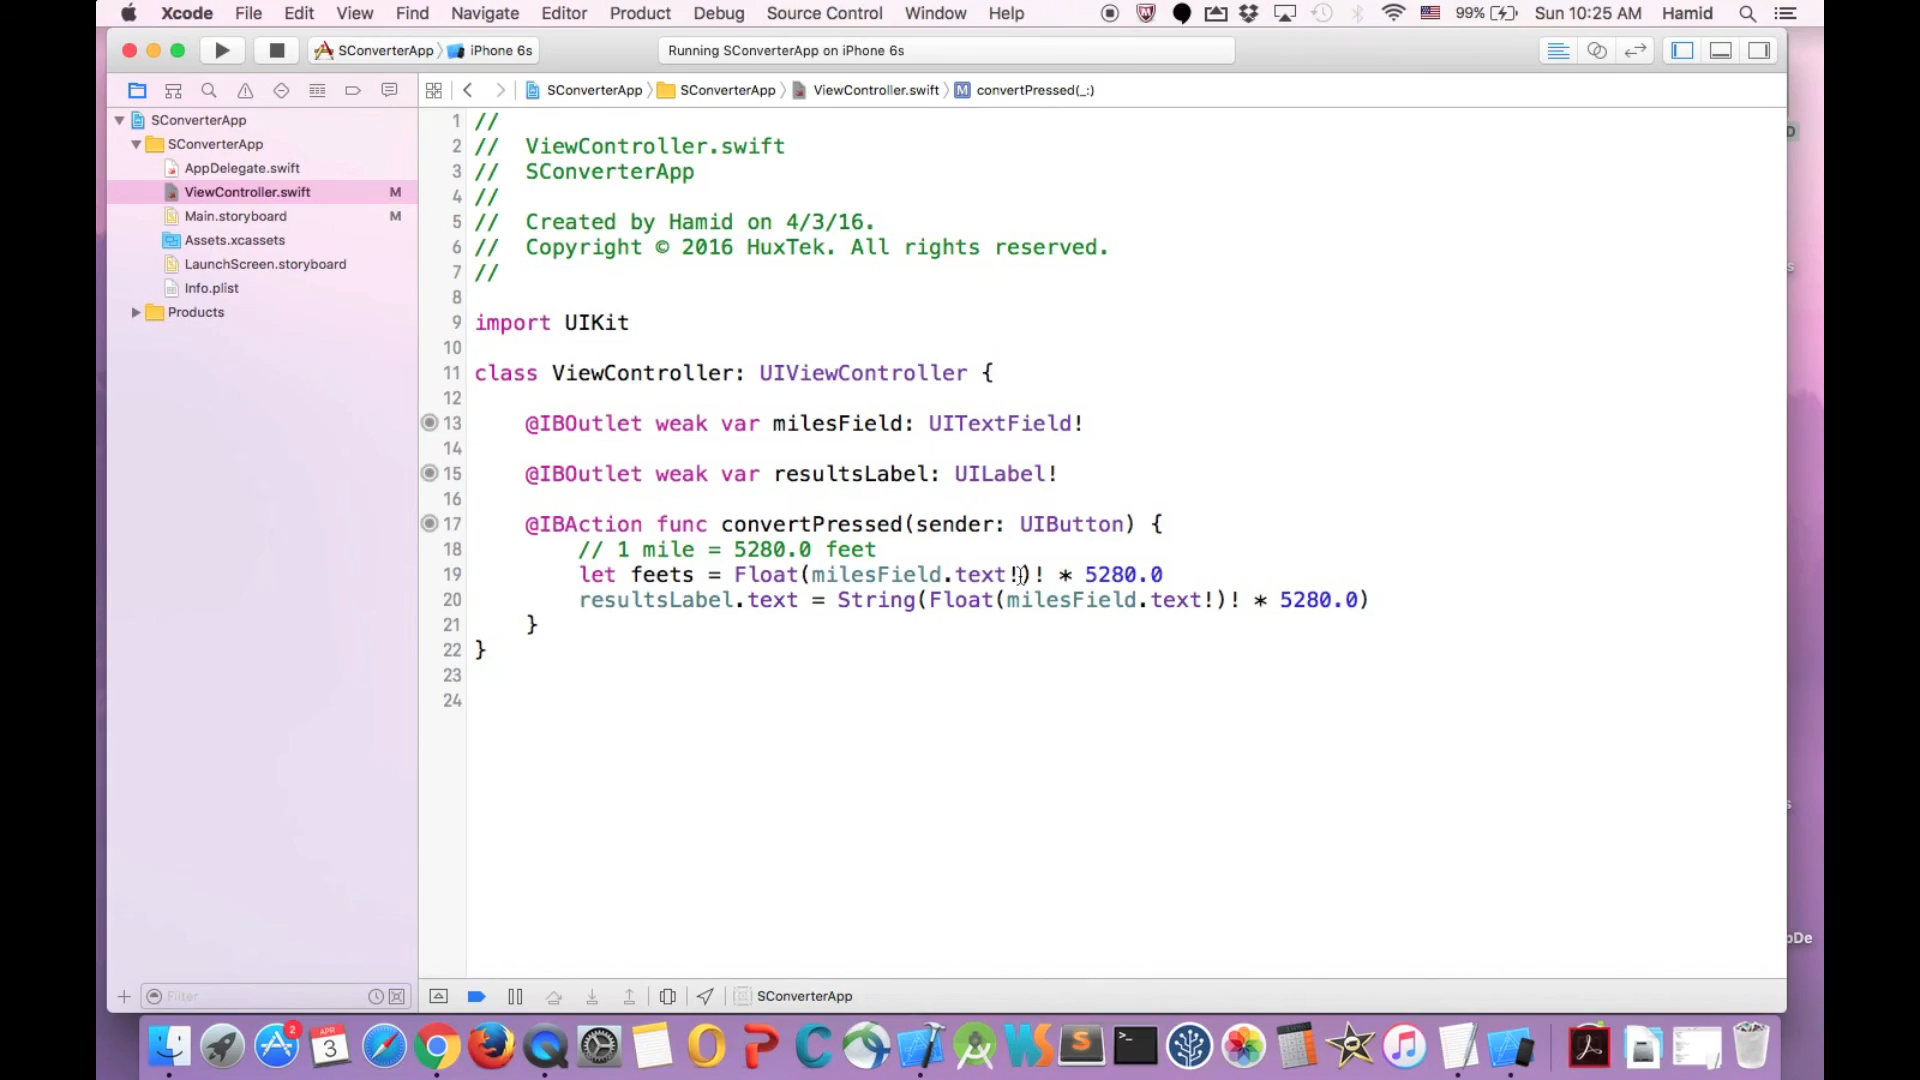 Xcode File Edit View Find Navigate Editor Product Debug Source Control Window Help 99% Sun 10:25 AM Hamid
SConverterApp iPhone 6s Running SConverterApp on iPhone 6s
SConverterApp SConverterApp ViewController.swift M convertPressed(_:)
SConverterApp
SConverterApp
AppDelegate.swift
ViewController.swift M
Main.storyboard M
Assets.xcassets
LaunchScreen.storyboard
Info.plist
Products
1 //
2 //  ViewController.swift
3 //  SConverterApp
4 //
5 //  Created by Hamid on 4/3/16.
6 //  Copyright © 2016 HuxTek. All rights reserved.
7 //
8
9 import UIKit
10
11 class ViewController: UIViewController {
12
13     @IBOutlet weak var milesField: UITextField!
14
15     @IBOutlet weak var resultsLabel: UILabel!
16
17     @IBAction func convertPressed(sender: UIButton) {
18         // 1 mile = 5280.0 feet
19         let feets = Float(milesField.text!)! * 5280.0
20         resultsLabel.text = String(Float(milesField.text!)! * 5280.0)
21     }
22 }
23
24
Filter
SConverterApp
2
APR
3
WS